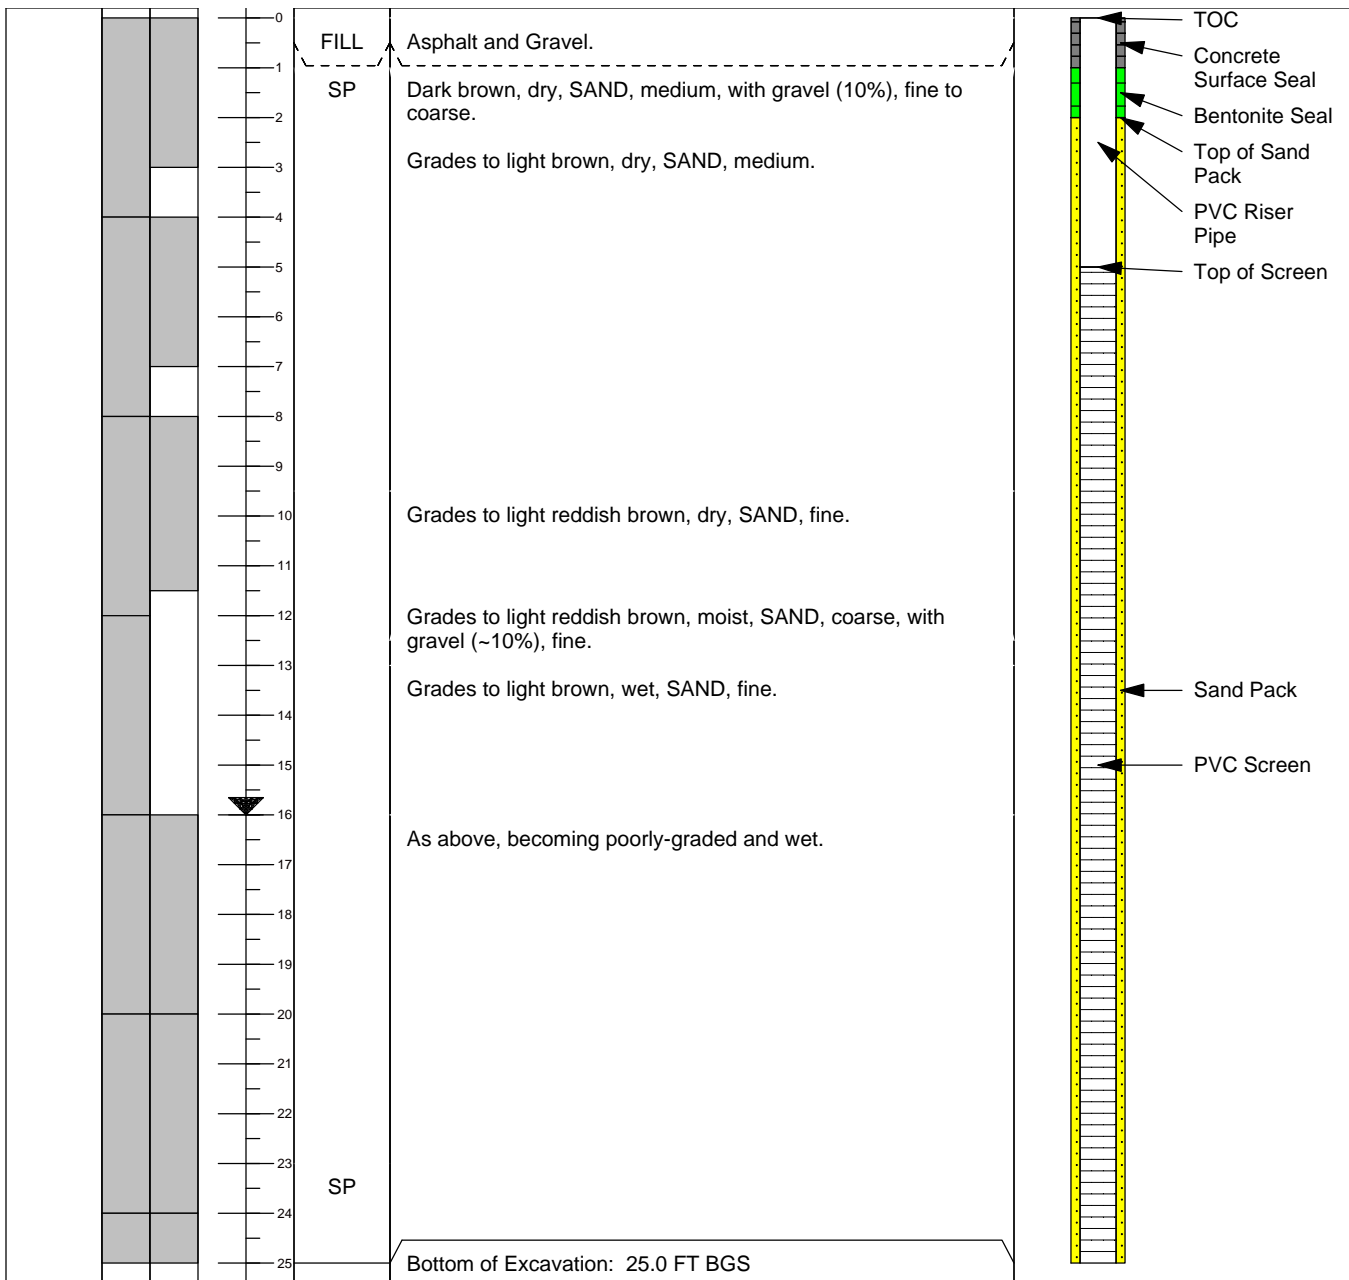 0
TOC
FILL
Asphalt and Gravel.
Concrete
Surface Seal
1
SP
Dark brown, dry, SAND, medium, with gravel (10%), fine to
coarse.
Bentonite Seal
2
Top of Sand
Pack
3
Grades to light brown, dry, SAND, medium.
4
PVC Riser
Pipe
5
Top of Screen
6
7
8
9
10
Grades to light reddish brown, dry, SAND, fine.
11
12
Grades to light reddish brown, moist, SAND, coarse, with
gravel (~10%), fine.
13
Grades to light brown, wet, SAND, fine.
Sand Pack
14
15
PVC Screen
16
As above, becoming poorly-graded and wet.
17
18
19
20
21
22
23
SP
24
25
Bottom of Excavation: 25.0 FT BGS